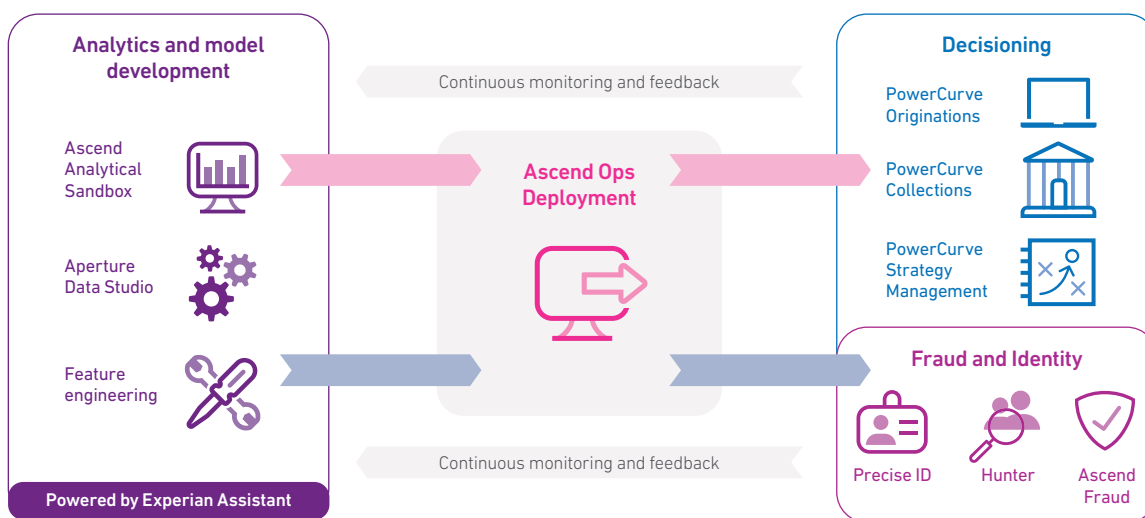 Analytics and model
development
Ascend
Analytical
Sandbox
Aperture
Data Studio
Feature
engineering
Powered by Experian Assistant
Continuous monitoring and feedback
Ascend Ops
Deployment
Continuous monitoring and feedback
Decisioning
PowerCurve
Originations
PowerCurve
Collections
PowerCurve
Strategy
Management
Fraud and Identity
Precise ID
Hunter
Ascend
Fraud